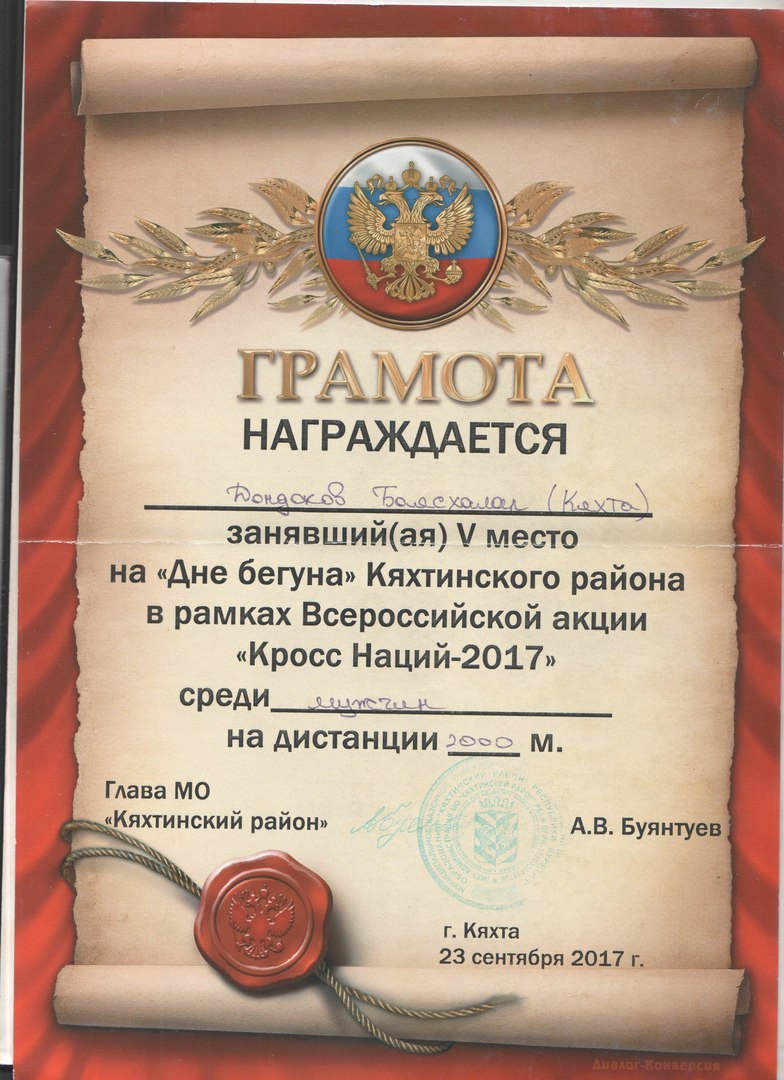 ГРАМОТА
НАГРАЖДАЕТСЯ
Дондоков Баясхалан (Кяхта)
занявший(ая) V место
на «Дне бегуна» Кяхтинского района
в рамках Всероссийской акции
«Кросс Наций-2017»
среди мужчин
на дистанции 2000 м.
Глава МО
«Кяхтинский район»
А.В. Буянтуев
г. Кяхта
23 сентября 2017 г.
Диалог-Конверсия